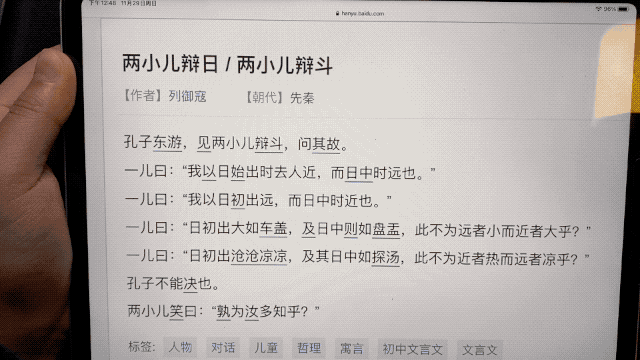 下午12:48 11月29日周日
hanyu.baidu.com
96%
两小儿辩日 / 两小儿辩斗
【作者】列御寇 【朝代】先秦
孔子东游，见两小儿辩斗，问其故。
一儿曰：“我以日始出时去人近，而日中时远也。”
一儿曰：“我以日初出远，而日中时近也。”
一儿曰：“日初出大如车盖，及日中则如盘盂，此不为远者小而近者大乎？”
一儿曰：“日初出沧沧凉凉，及其日中如探汤，此不为近者热而远者凉乎？”
孔子不能决也。
两小儿笑曰：“孰为汝多知乎？”
标签: 人物 对话 儿童 哲理 寓言 初中文言文 文言文